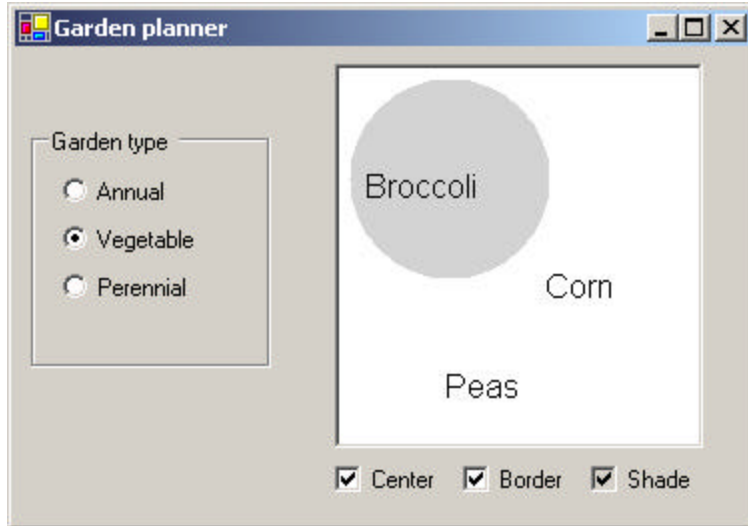 Garden planner
Garden type
Annual
Vegetable
Perennial
Broccoli
Corn
Peas
Center Border Shade